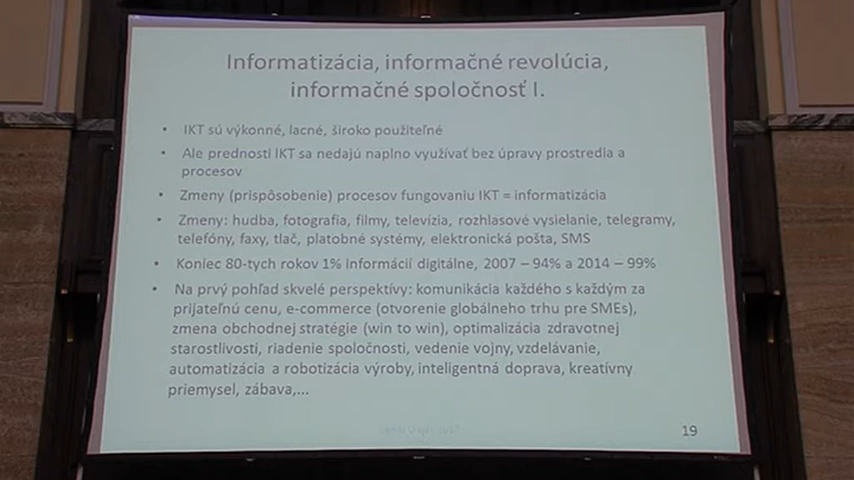 Informatizácia, informačné revolúcia,
informačné spoločnosť I.
• IKT sú výkonné, lacné, široko použiteľné
• Ale prednosti IKT sa nedajú naplno využívať bez úpravy prostredia a
procesov
• Zmeny (prispôsobenie) procesov fungovaniu IKT = informatizácia
• Zmeny: hudba, fotografia, filmy, televízia, rozhlasové vysielanie, telegramy,
telefóny, faxy, tlač, platobné systémy, elektronická pošta, SMS
• Koniec 80-tych rokov 1% informácií digitálne, 2007 – 94% a 2014 – 99%
• Na prvý pohľad skvelé perspektívy: komunikácia každého s každým za
prijateľnú cenu, e-commerce (otvorenie globálneho trhu pre SMEs),
zmena obchodnej stratégie (win to win), optimalizácia zdravotnej
starostlivosti, riadenie spoločnosti, vedenie vojny, vzdelávanie,
automatizácia a robotizácia výroby, inteligentná doprava, kreatívny
priemysel, zábava,...
19